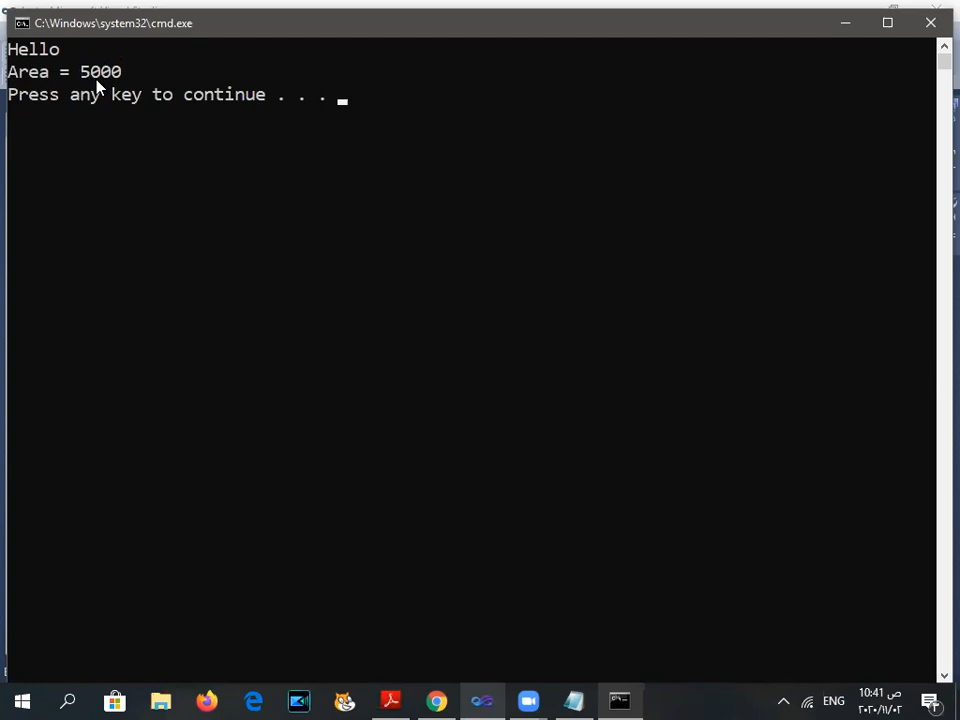 C:\Windows\system32\cmd.exe
Hello
Area = 5000
Press any key to continue . . .
ENG
10:41 ص
٢٠٢٠/١١/٠٢